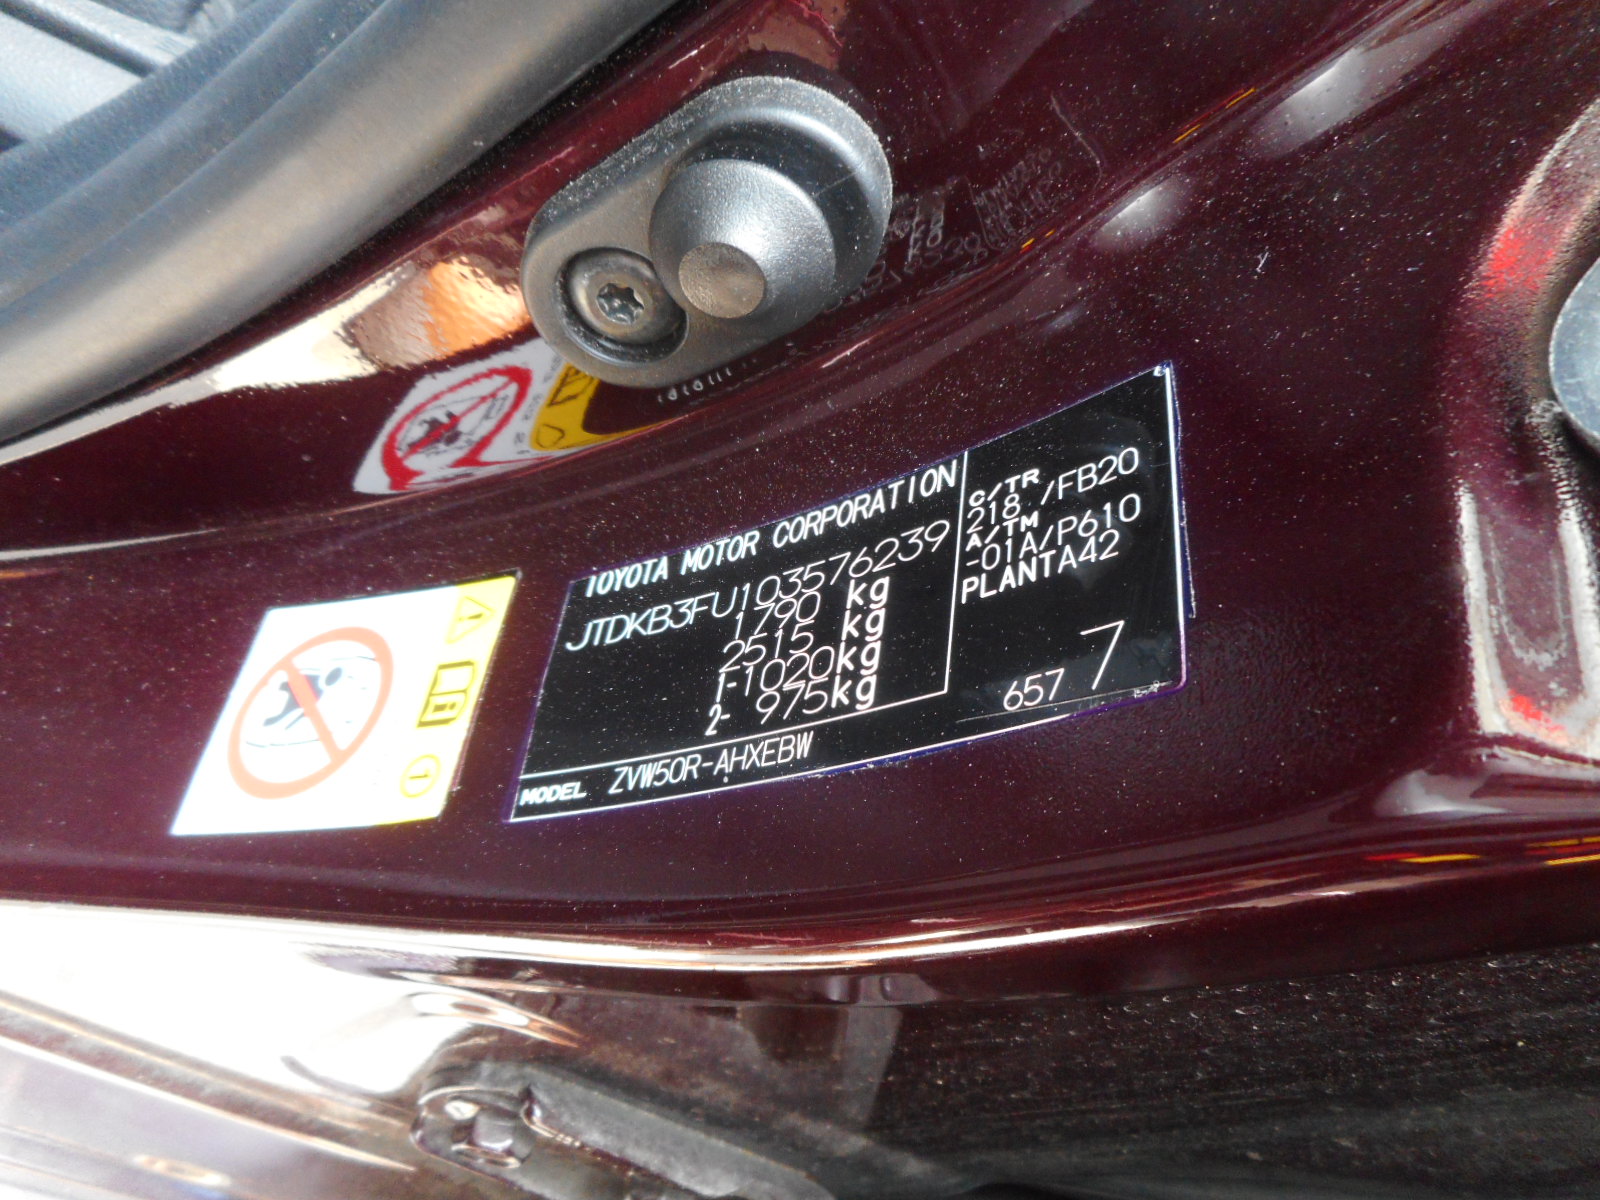 TOYOTA MOTOR CORPORATION
JTDKB3FU103576239
1790 kg
2515 kg
1-1020kg
2- 975kg
C/TR
218 /FB20
A/TM
-01A/P610
PLANTA42
657 7
MODEL ZVW50R-AHXEBW